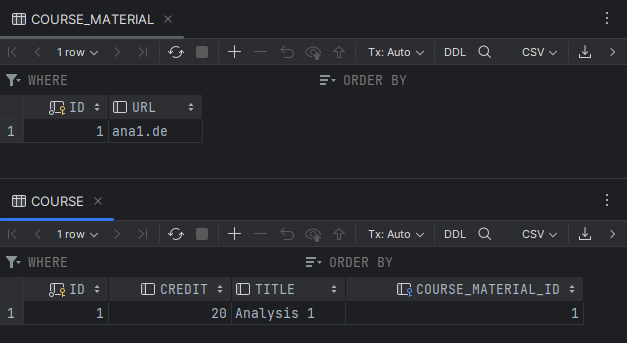 COURSE_MATERIAL
1 row Tx: Auto DDL CSV
WHERE ORDER BY
ID URL
1 1 ana1.de
COURSE
1 row Tx: Auto DDL CSV
WHERE ORDER BY
ID CREDIT TITLE COURSE_MATERIAL_ID
1 1 20 Analysis 1 1